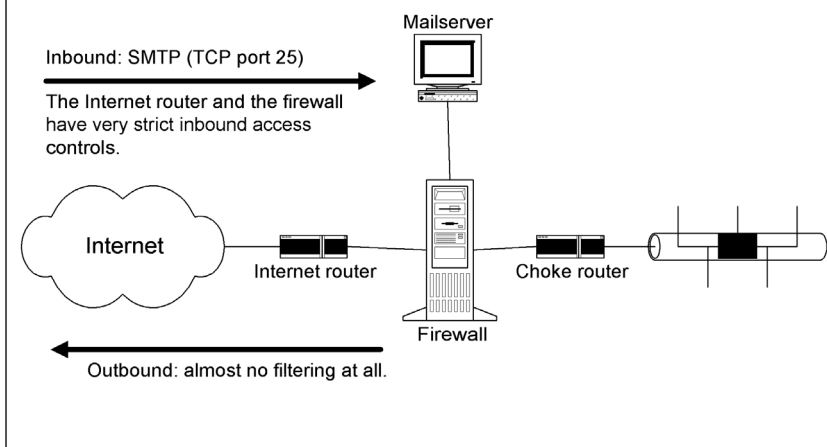 Mailserver
Inbound: SMTP (TCP port 25)
The Internet router and the firewall
have very strict inbound access
controls.
Internet
Internet router
Choke router
Firewall
Outbound: almost no filtering at all.